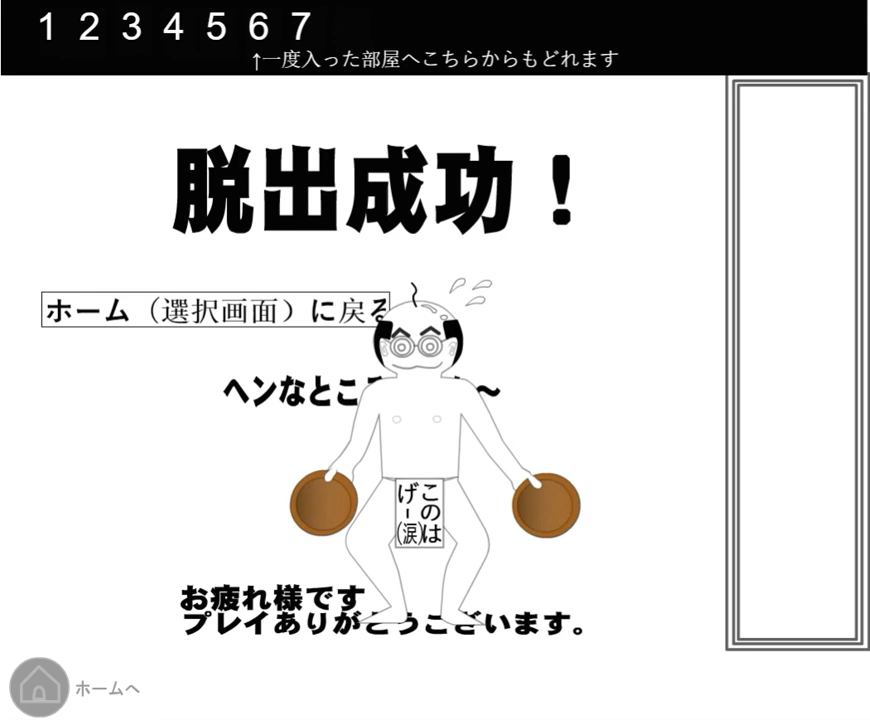 1 2 3 4 5 6 7
↑一度入った部屋へこちらからもどれます
脱出成功！
ホーム（選択画面）に戻る
ヘンなとこ
～
このは
げー(涙)
お疲れ様です
プレイありがとうございます。
ホームへ